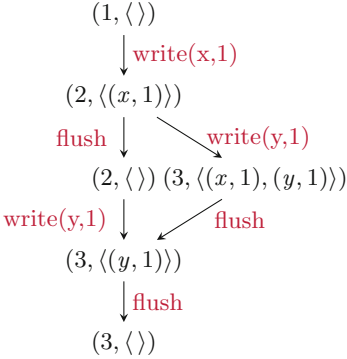 (1, ⟨ ⟩)
write(x,1)
(2, ⟨(x, 1)⟩)
flush
write(y,1)
(2, ⟨ ⟩) (3, ⟨(x, 1), (y, 1)⟩)
write(y,1)
flush
(3, ⟨(y, 1)⟩)
flush
(3, ⟨ ⟩)